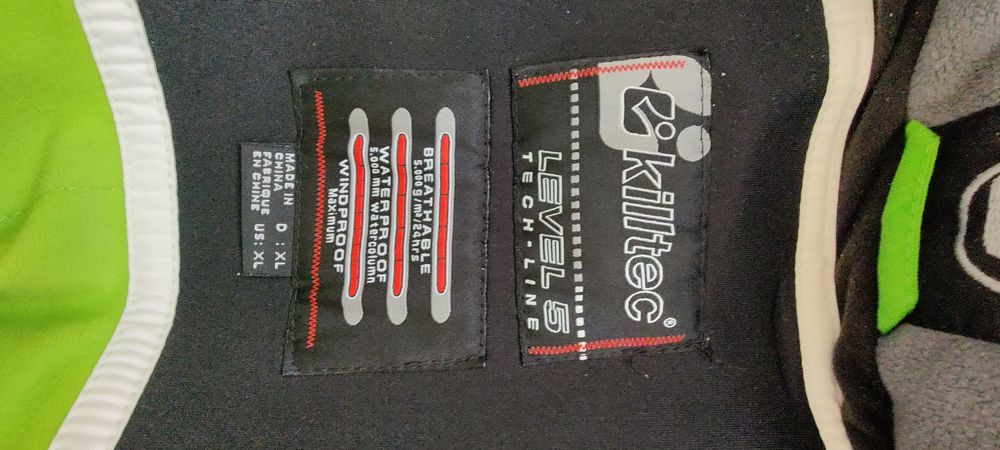 killtec®
LEVEL 5
TECH-LINE
BREATHABLE
5.000 g/m²/24hrs
WATERPROOF
5.000 mm watercolumn
WINDPROOF
Maximum
MADE IN
CHINA D : XL
FABRIQUE
EN CHINE US: XL